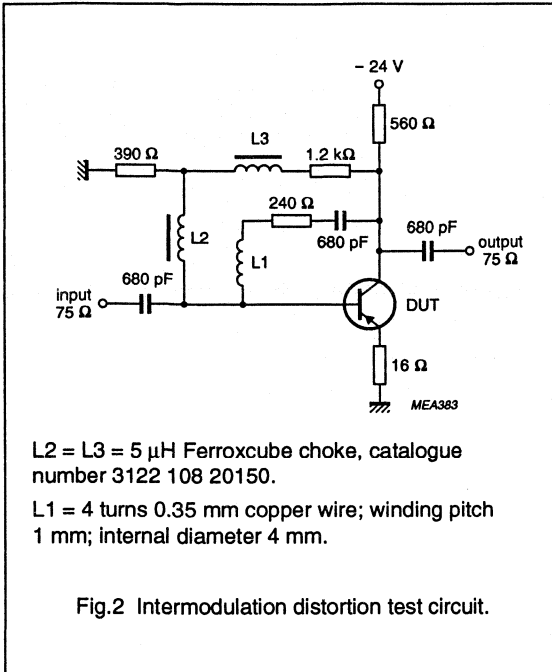 – 24 V
560 Ω
L3
390 Ω
1.2 kΩ
240 Ω
680 pF
680 pF
output
75 Ω
L2
L1
680 pF
input
75 Ω
DUT
16 Ω
MEA383
L2 = L3 = 5 μH Ferroxcube choke, catalogue
number 3122 108 20150.
L1 = 4 turns 0.35 mm copper wire; winding pitch
1 mm; internal diameter 4 mm.
Fig.2 Intermodulation distortion test circuit.